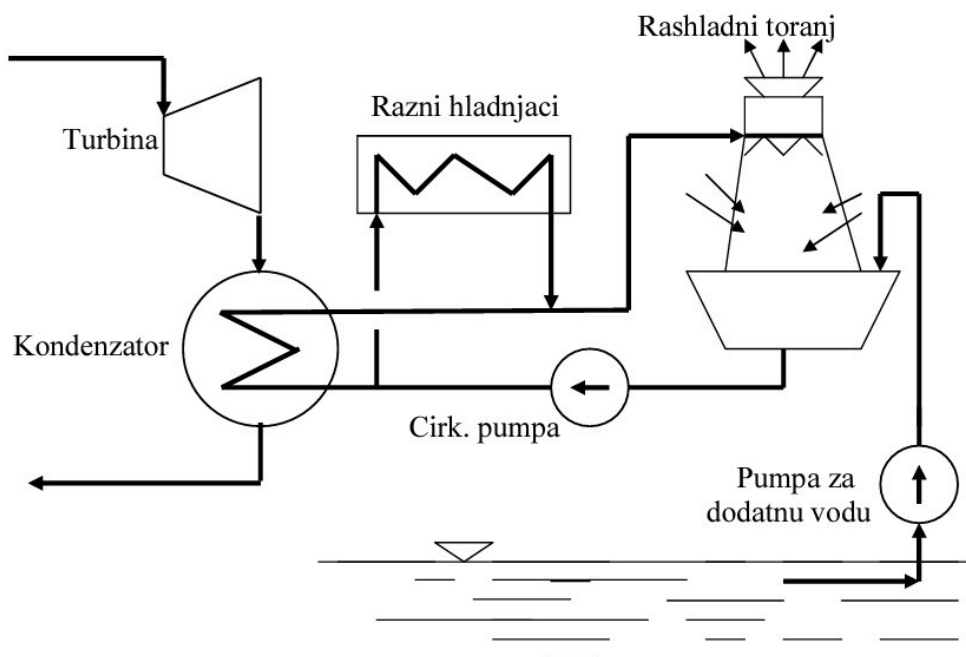 Rashladni toranj
Razni hladnjaci
Turbina
Kondenzator
Cirk. pumpa
Pumpa za
dodatnu vodu